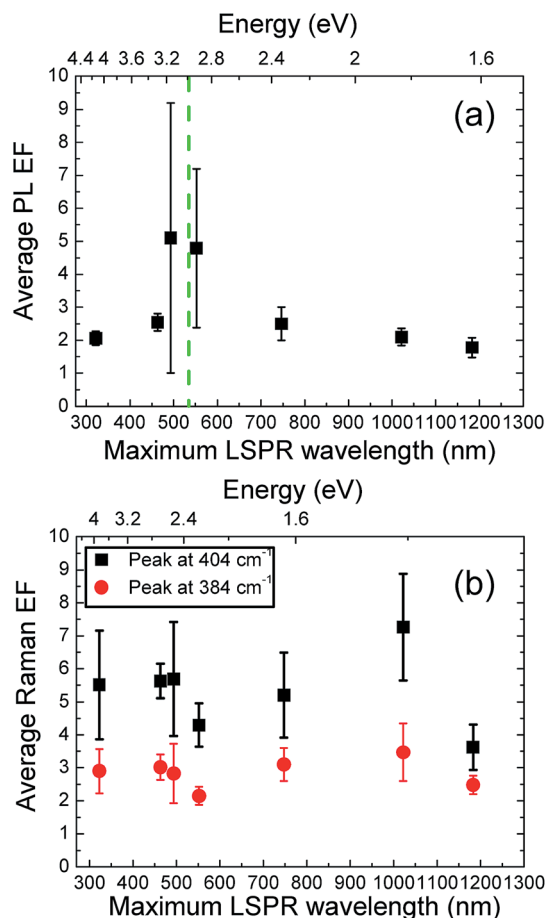 Energy (eV)
4.4 4 3.6 3.2 2.8 2.4 2 1.6
10
9
8
7
6
5
4
3
2
1
0
Average PL EF
(a)
300 400 500 600 700 800 900 1000 1100 1200 1300
Maximum LSPR wavelength (nm)
Energy (eV)
4 3.2 2.4 1.6
10
9
8
7
6
5
4
3
2
1
0
Average Raman EF
Peak at 404 cm⁻¹
Peak at 384 cm⁻¹
(b)
300 400 500 600 700 800 900 1000 1100 1200 1300
Maximum LSPR wavelength (nm)